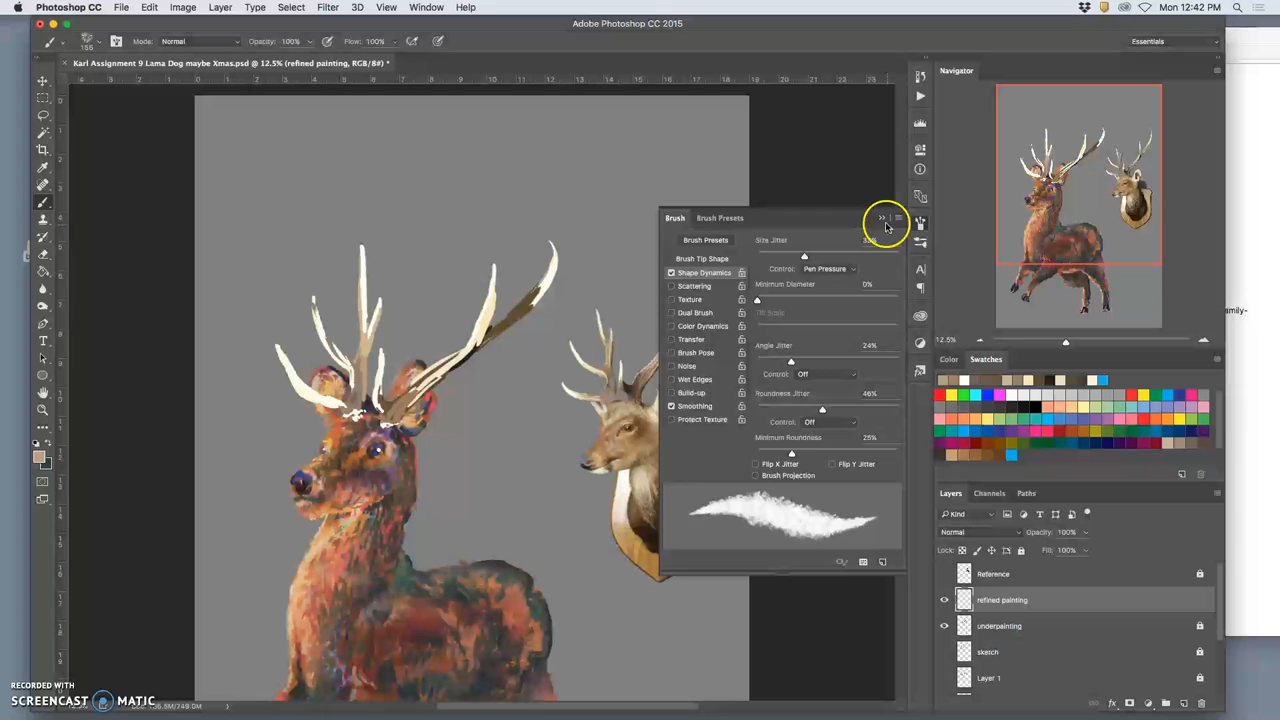 Photoshop CC File Edit Image Layer Type Select Filter 3D View Window Help Mon 12:42 PM
Adobe Photoshop CC 2015
Mode: Normal Opacity: 100% Flow: 100% Essentials
Karl Assignment 9 Lama Dog maybe Xmas.psd @ 12.5% (refined painting, RGB/8#) *
Navigator
12.5%
Brush Brush Presets
Brush Presets
Brush Tip Shape
Shape Dynamics
Scattering
Texture
Dual Brush
Color Dynamics
Transfer
Brush Pose
Noise
Wet Edges
Build-up
Smoothing
Protect Texture
Size Jitter
Control: Pen Pressure
Minimum Diameter 0%
Tilt Scale
Angle Jitter 24%
Control: Off
Roundness Jitter 46%
Control: Off
Minimum Roundness 25%
Flip X Jitter Flip Y Jitter
Brush Projection
Color Swatches
Layers Channels Paths
Kind
Normal Opacity: 100%
Lock: Fill: 100%
Reference
refined painting
underpainting
sketch
Layer 1
amily-
RECORDED WITH
SCREENCAST MATIC